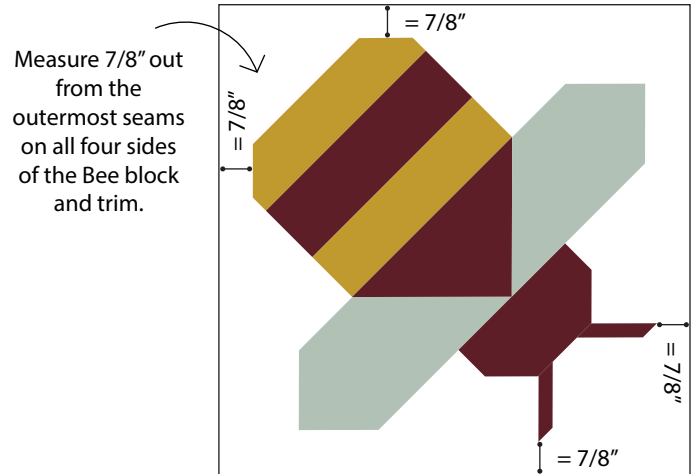 = 7/8”
Measure 7/8” out
from the
outermost seams
on all four sides
of the Bee block
and trim.
= 7/8”
= 7/8”
= 7/8”